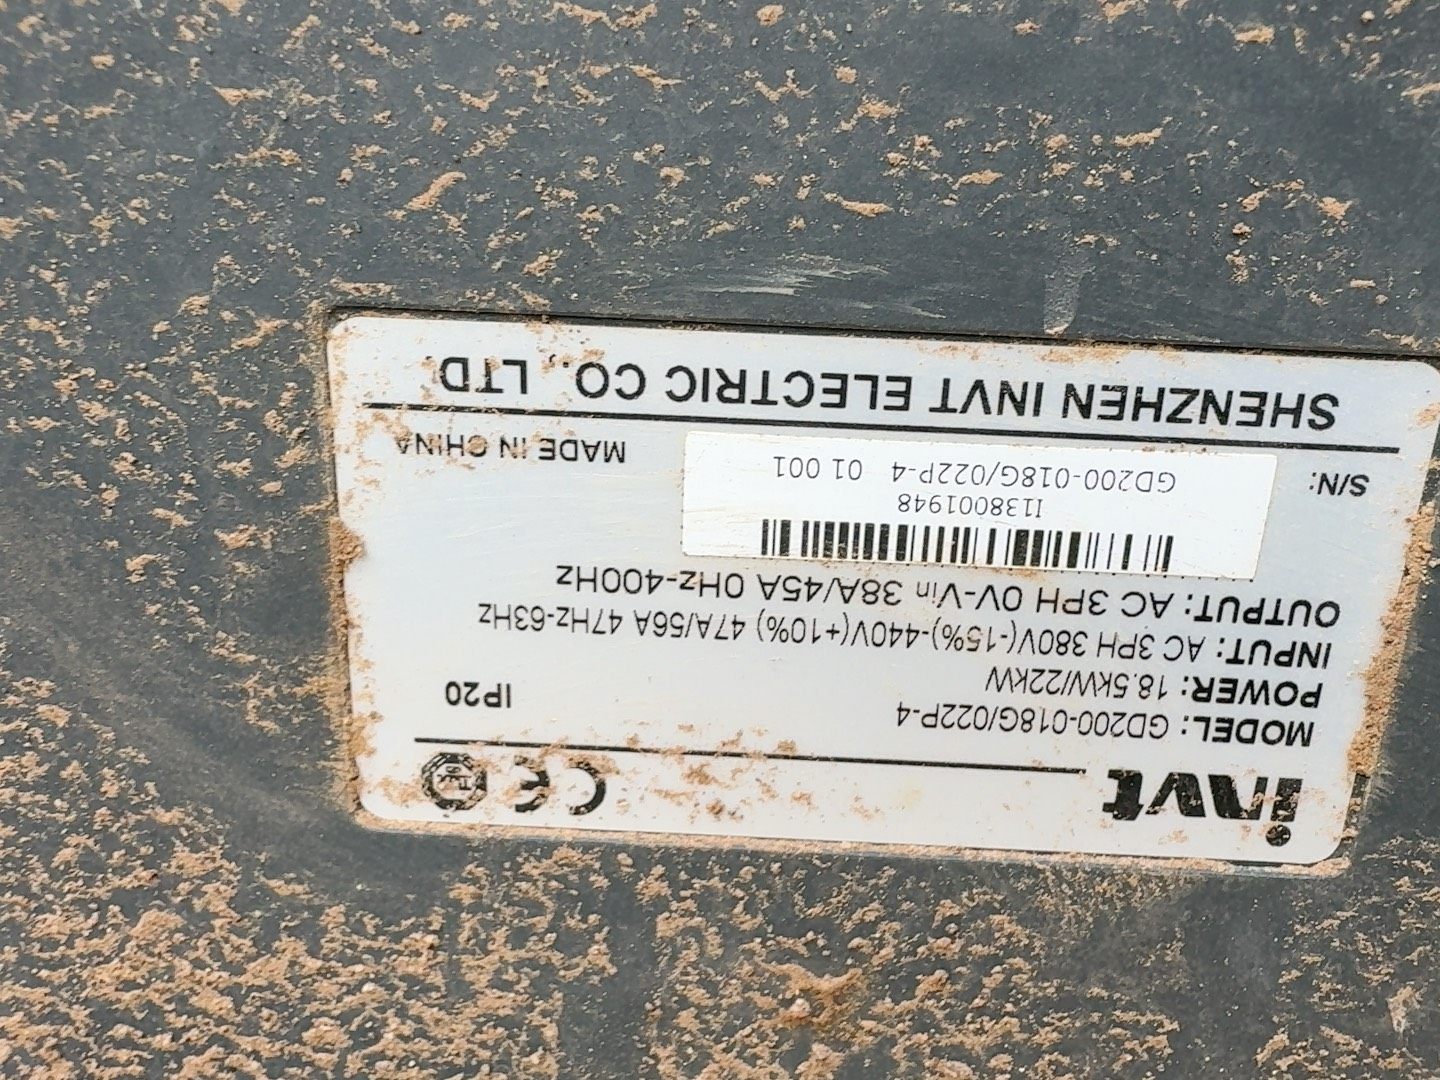 invt
CE
MODEL: GD200-018G/022P-4
POWER: 18.5kW/22kW
IP20
INPUT: AC 3PH 380V(-15%)-440V(+10%) 47A/56A 47Hz-63Hz
OUTPUT: AC 3PH 0V-Vin 38A/45A 0Hz-400Hz
I138001948
S/N:
GD200-018G/022P-4 01 001
MADE IN CHINA
SHENZHEN INVT ELECTRIC CO., LTD.